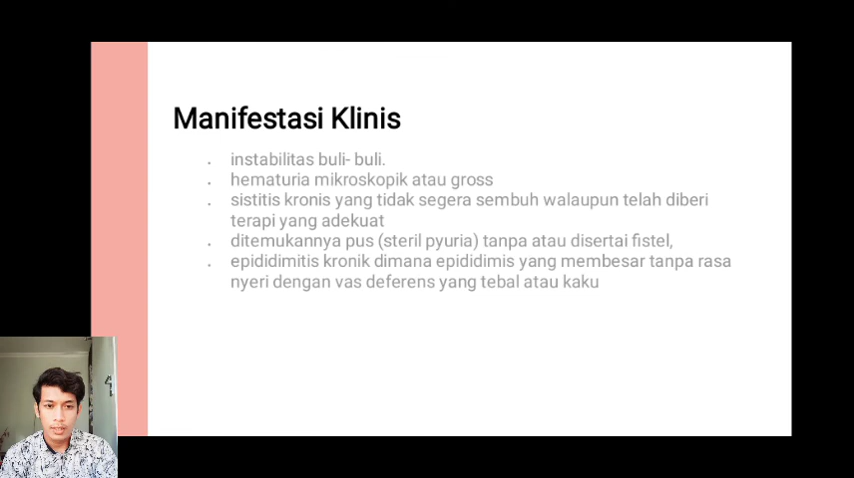 Manifestasi Klinis
instabilitas buli- buli.
hematuria mikroskopik atau gross
sistitis kronis yang tidak segera sembuh walaupun telah diberi
terapi yang adekuat
ditemukannya pus (steril pyuria) tanpa atau disertai fistel,
epididimitis kronik dimana epididimis yang membesar tanpa rasa
nyeri dengan vas deferens yang tebal atau kaku